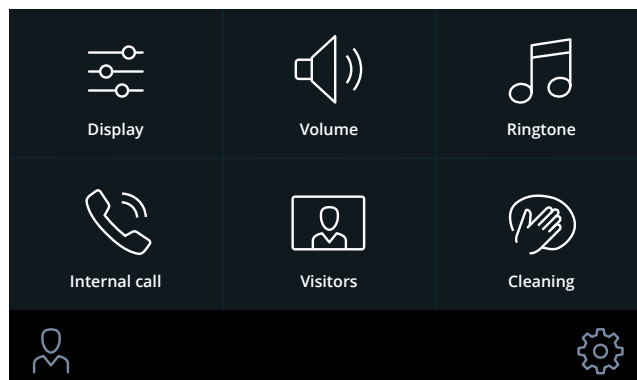 Display
Volume
Ringtone
Internal call
Visitors
Cleaning